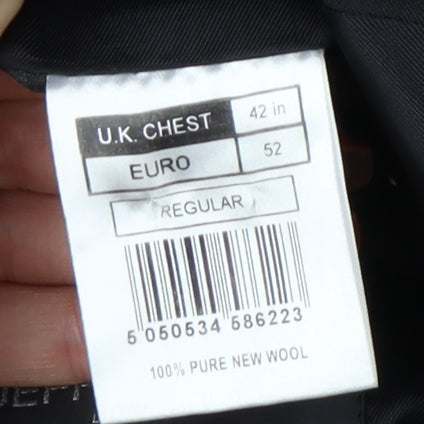 U.K. CHEST 42 in
EURO 52
REGULAR
5 050534 586223
100% PURE NEW WOOL